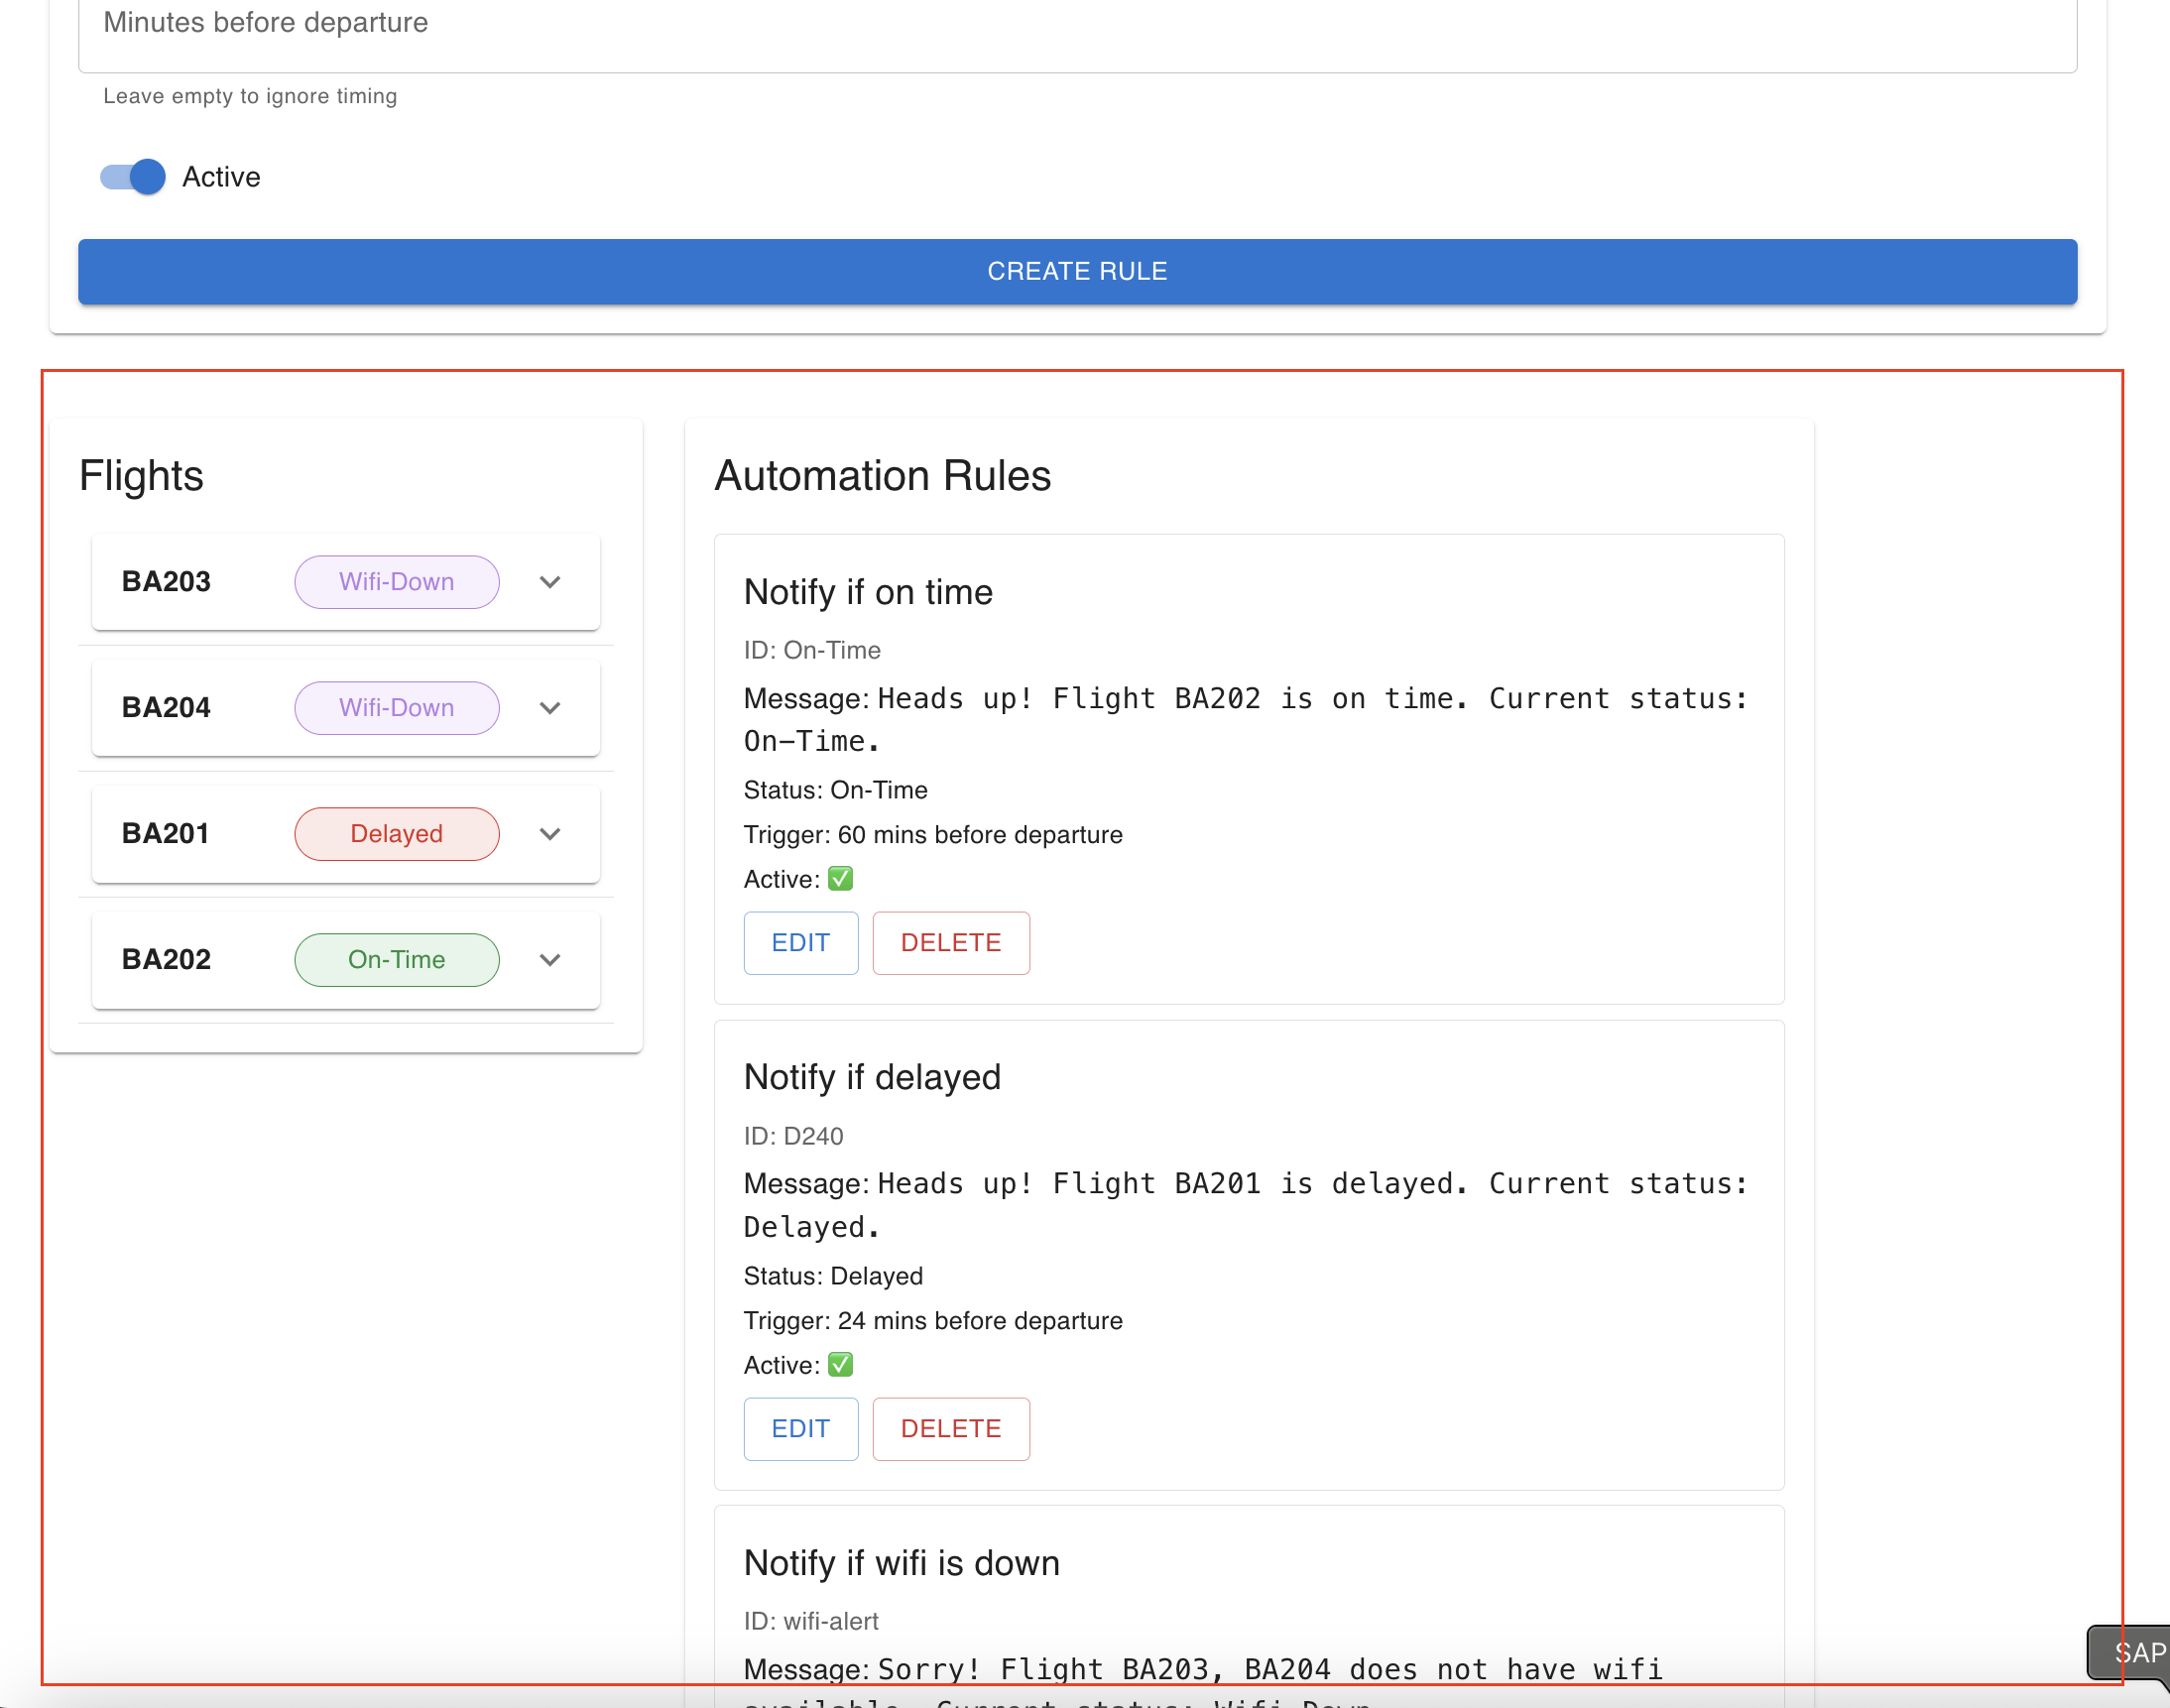 Minutes before departure
Leave empty to ignore timing
Active
CREATE RULE
Flights
BA203 Wifi-Down
BA204 Wifi-Down
BA201 Delayed
BA202 On-Time
Automation Rules
Notify if on time
ID: On-Time
Message: Heads up! Flight BA202 is on time. Current status:
On-Time.
Status: On-Time
Trigger: 60 mins before departure
Active: ✅
EDIT DELETE
Notify if delayed
ID: D240
Message: Heads up! Flight BA201 is delayed. Current status:
Delayed.
Status: Delayed
Trigger: 24 mins before departure
Active: ✅
EDIT DELETE
Notify if wifi is down
ID: wifi-alert
Message: Sorry! Flight BA203, BA204 does not have wifi
available. Current status: Wifi-Down
SAP